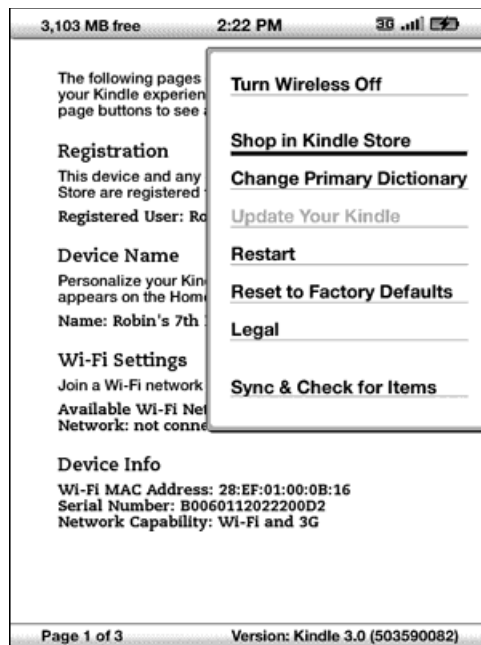 3,103 MB free 2:22 PM 3G
The following pages
your Kindle experien
page buttons to see
Registration
This device and any
Store are registered
Registered User: Ro
Device Name
Personalize your Kin
appears on the Hom
Name: Robin's 7th
Wi-Fi Settings
Join a Wi-Fi network
Available Wi-Fi Net
Network: not conne
Device Info
Wi-Fi MAC Address: 28:EF:01:00:0B:16
Serial Number: B0060112022200D2
Network Capability: Wi-Fi and 3G
Turn Wireless Off
Shop in Kindle Store
Change Primary Dictionary
Update Your Kindle
Restart
Reset to Factory Defaults
Legal
Sync & Check for Items
Page 1 of 3 Version: Kindle 3.0 (503590082)